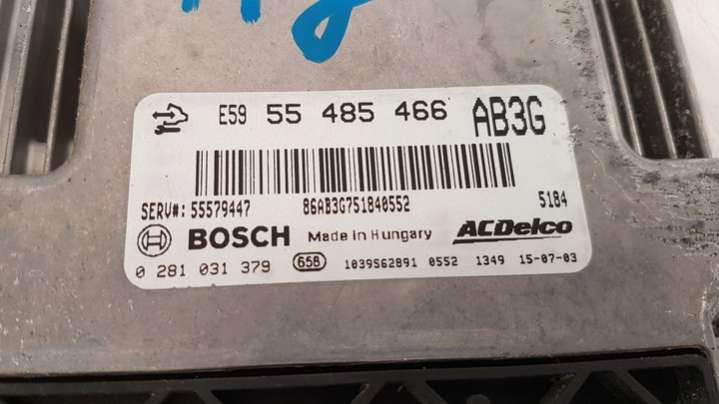 E59 55 485 466 AB3G
SERV#: 55579447 86AB3G751840552 5184
BOSCH Made in Hungary ACDelco
0 281 031 379 658 1039S62891 0552 1349 15-07-03